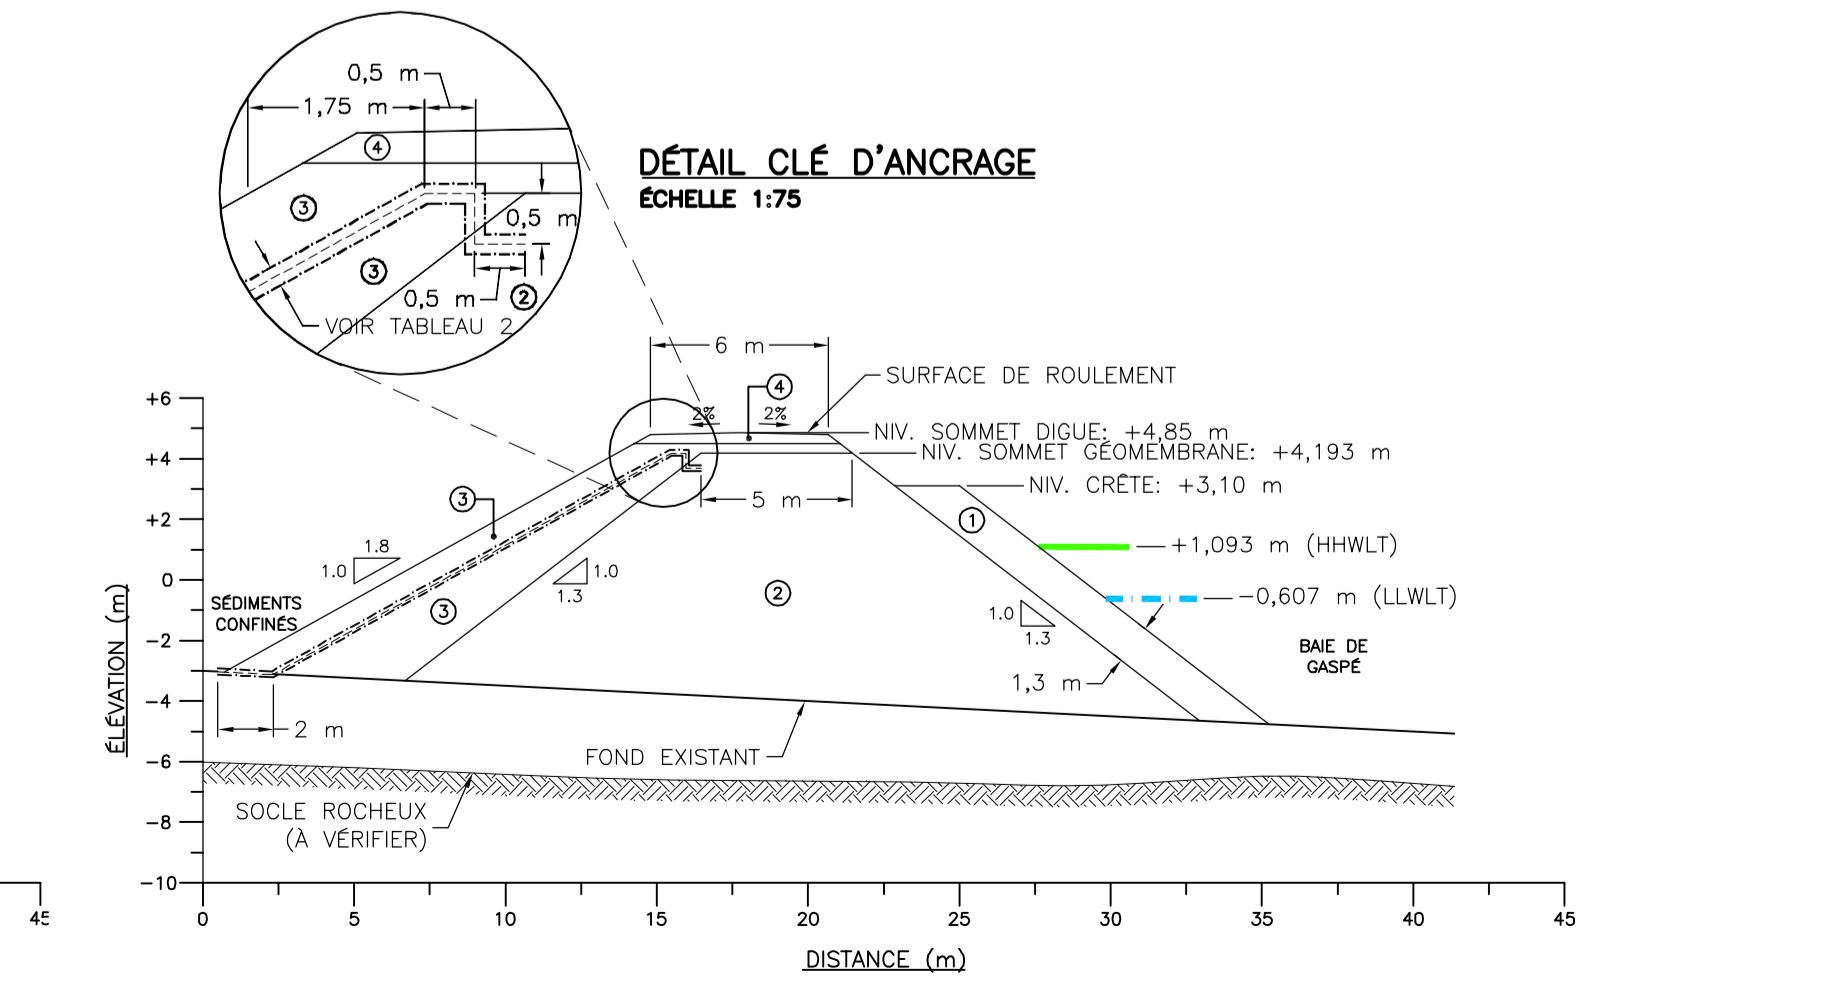 0,5 m
1,75 m
4
3
0,5 m
3
0,5 m
2
VOIR TABLEAU 2
DÉTAIL CLÉ D'ANCRAGE
ÉCHELLE 1:75
6 m
SURFACE DE ROULEMENT
4
2% 2%
NIV. SOMMET DIGUE: +4,85 m
NIV. SOMMET GÉOMEMBRANE: +4,193 m
NIV. CRÊTE: +3,10 m
5 m
3
1
1.8
1.0
1.0
1.3
+1,093 m (HHWLT)
-0,607 m (LLWLT)
SÉDIMENTS
CONFINÉS
3
2
1.0
1.3
1,3 m
BAIE DE
GASPÉ
2 m
FOND EXISTANT
SOCLE ROCHEUX
(À VÉRIFIER)
ÉLÉVATION (m)
+6
+4
+2
0
-2
-4
-6
-8
-10
45
0 5 10 15 20 25 30 35 40 45
DISTANCE (m)